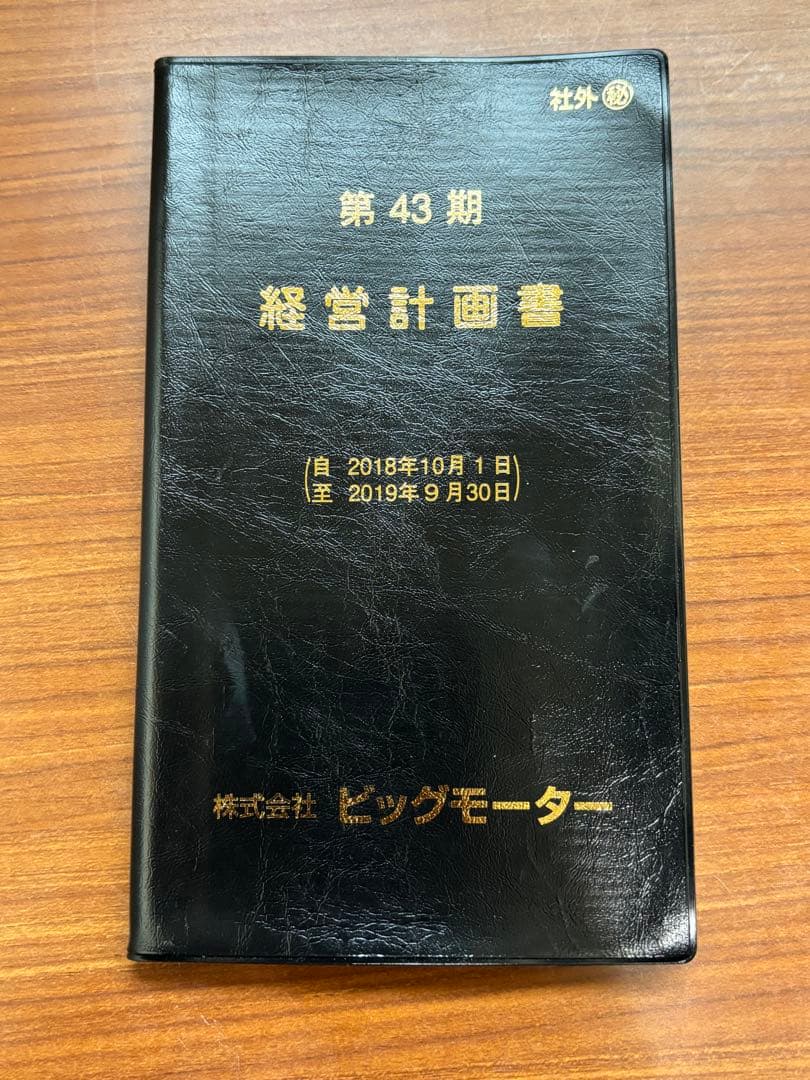 社外㊙
第 43 期
経営計画書
(自 2018年10月1日
至 2019年9月30日)
株式会社 ビッグモーター